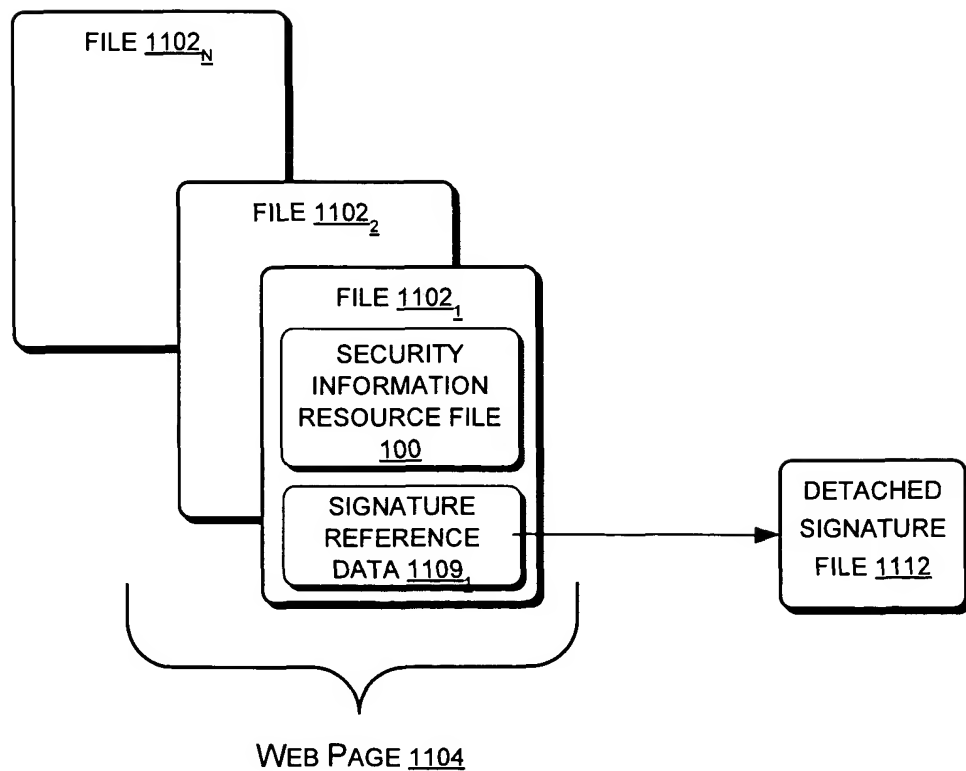 FILE 1102N
FILE 11022
FILE 11021
SECURITY
INFORMATION
RESOURCE FILE
100
SIGNATURE
REFERENCE
DATA 11091
DETACHED
SIGNATURE
FILE 1112
WEB PAGE 1104